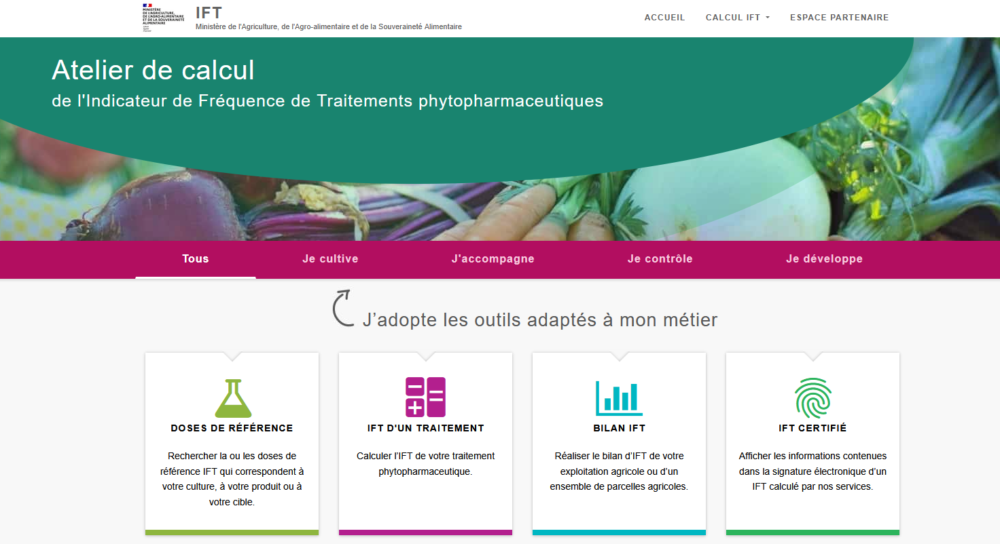 MINISTÈRE
DE L'AGRICULTURE,
DE L'AGRO-ALIMENTAIRE
ET DE LA SOUVERAINETÉ
ALIMENTAIRE
IFT
Ministère de l'Agriculture, de l'Agro-alimentaire et de la Souveraineté Alimentaire
ACCUEIL
CALCUL IFT
ESPACE PARTENAIRE
Atelier de calcul
de l'Indicateur de Fréquence de Traitements phytopharmaceutiques
Tous
Je cultive
J'accompagne
Je contrôle
Je développe
J’adopte les outils adaptés à mon métier
DOSES DE RÉFÉRENCE
Rechercher la ou les doses de
référence IFT qui correspondent à
votre culture, à votre produit ou à
votre cible.
IFT D'UN TRAITEMENT
Calculer l’IFT de votre traitement
phytopharmaceutique.
BILAN IFT
Réaliser le bilan d’IFT de votre
exploitation agricole ou d’un
ensemble de parcelles agricoles.
IFT CERTIFIÉ
Afficher les informations contenues
dans la signature électronique d’un
IFT calculé par nos services.